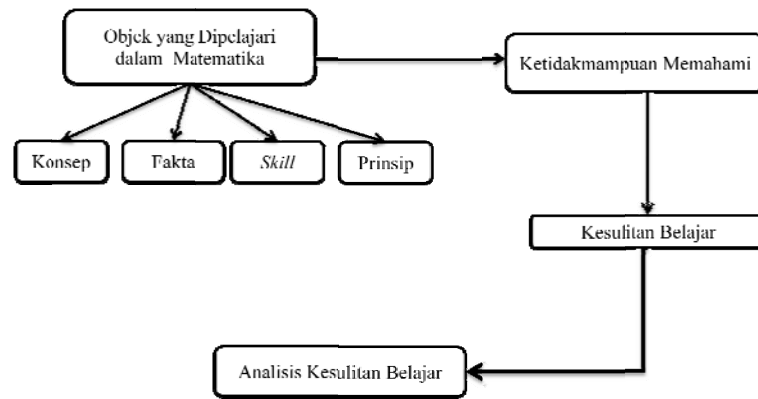 Objek yang Dipelajari
dalam Matematika
Ketidakmampuan Memahami
Konsep
Fakta
Skill
Prinsip
Kesulitan Belajar
Analisis Kesulitan Belajar